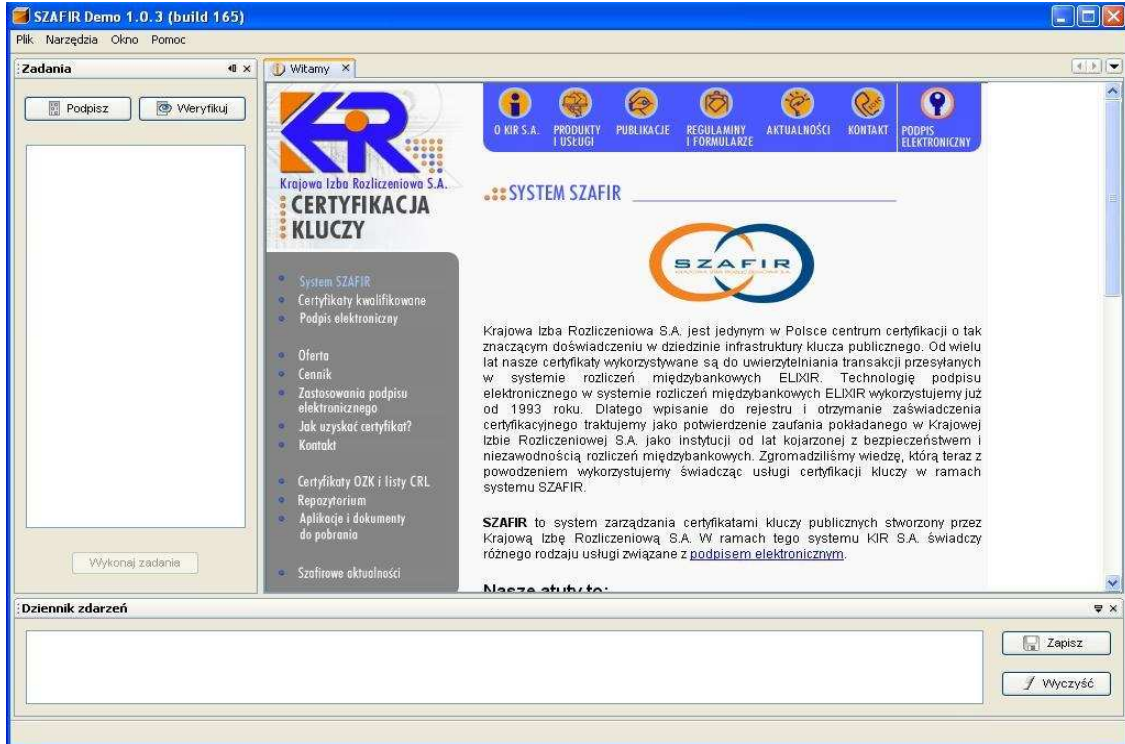 SZAFIR Demo 1.0.3 (build 165)
Plik Narzędzia Okno Pomoc
Zadania
Witamy
Podpisz
Weryfikuj
Wykonaj zadania
KIR
Krajowa Izba Rozliczeniowa S.A.
CERTYFIKACJA
KLUCZY
System SZAFIR
Certyfikaty kwalifikowane
Podpis elektroniczny
Oferta
Cennik
Zastosowania podpisu
elektronicznego
Jak uzyskać certyfikat?
Kontakt
Certyfikaty OZK i listy CRL
Repozytorium
Aplikacje i dokumenty
do pobrania
Szafirowe aktualności
O KIR S.A.
PRODUKTY
I USŁUGI
PUBLIKACJE
REGULAMINY
I FORMULARZE
AKTUALNOŚCI
KONTAKT
PODPIS
ELEKTRONICZNY
SYSTEM SZAFIR
SZAFIR
Krajowa Izba Rozliczeniowa S.A. jest jedynym w Polsce centrum certyfikacji o tak
znaczącym doświadczeniu w dziedzinie infrastruktury klucza publicznego. Od wielu
lat nasze certyfikaty wykorzystywane są do uwierzytelniania transakcji przesyłanych
w systemie rozliczeń międzybankowych ELIXIR. Technologię podpisu
elektronicznego w systemie rozliczeń międzybankowych ELIXIR wykorzystujemy już
od 1993 roku. Dlatego wpisanie do rejestru i otrzymanie zaświadczenia
certyfikacyjnego traktujemy jako potwierdzenie zaufania pokładanego w Krajowej
Izbie Rozliczeniowej S.A. jako instytucji od lat kojarzonej z bezpieczeństwem i
niezawodnością rozliczeń międzybankowych. Zgromadziliśmy wiedzę, którą teraz z
powodzeniem wykorzystujemy świadcząc usługi certyfikacji kluczy w ramach
systemu SZAFIR.
SZAFIR to system zarządzania certyfikatami kluczy publicznych stworzony przez
Krajową Izbę Rozliczeniową S.A. W ramach tego systemu KIR S.A. świadczy
różnego rodzaju usługi związane z podpisem elektronicznym.
Nasze atuty to:
Dziennik zdarzeń
Zapisz
Wyczyść